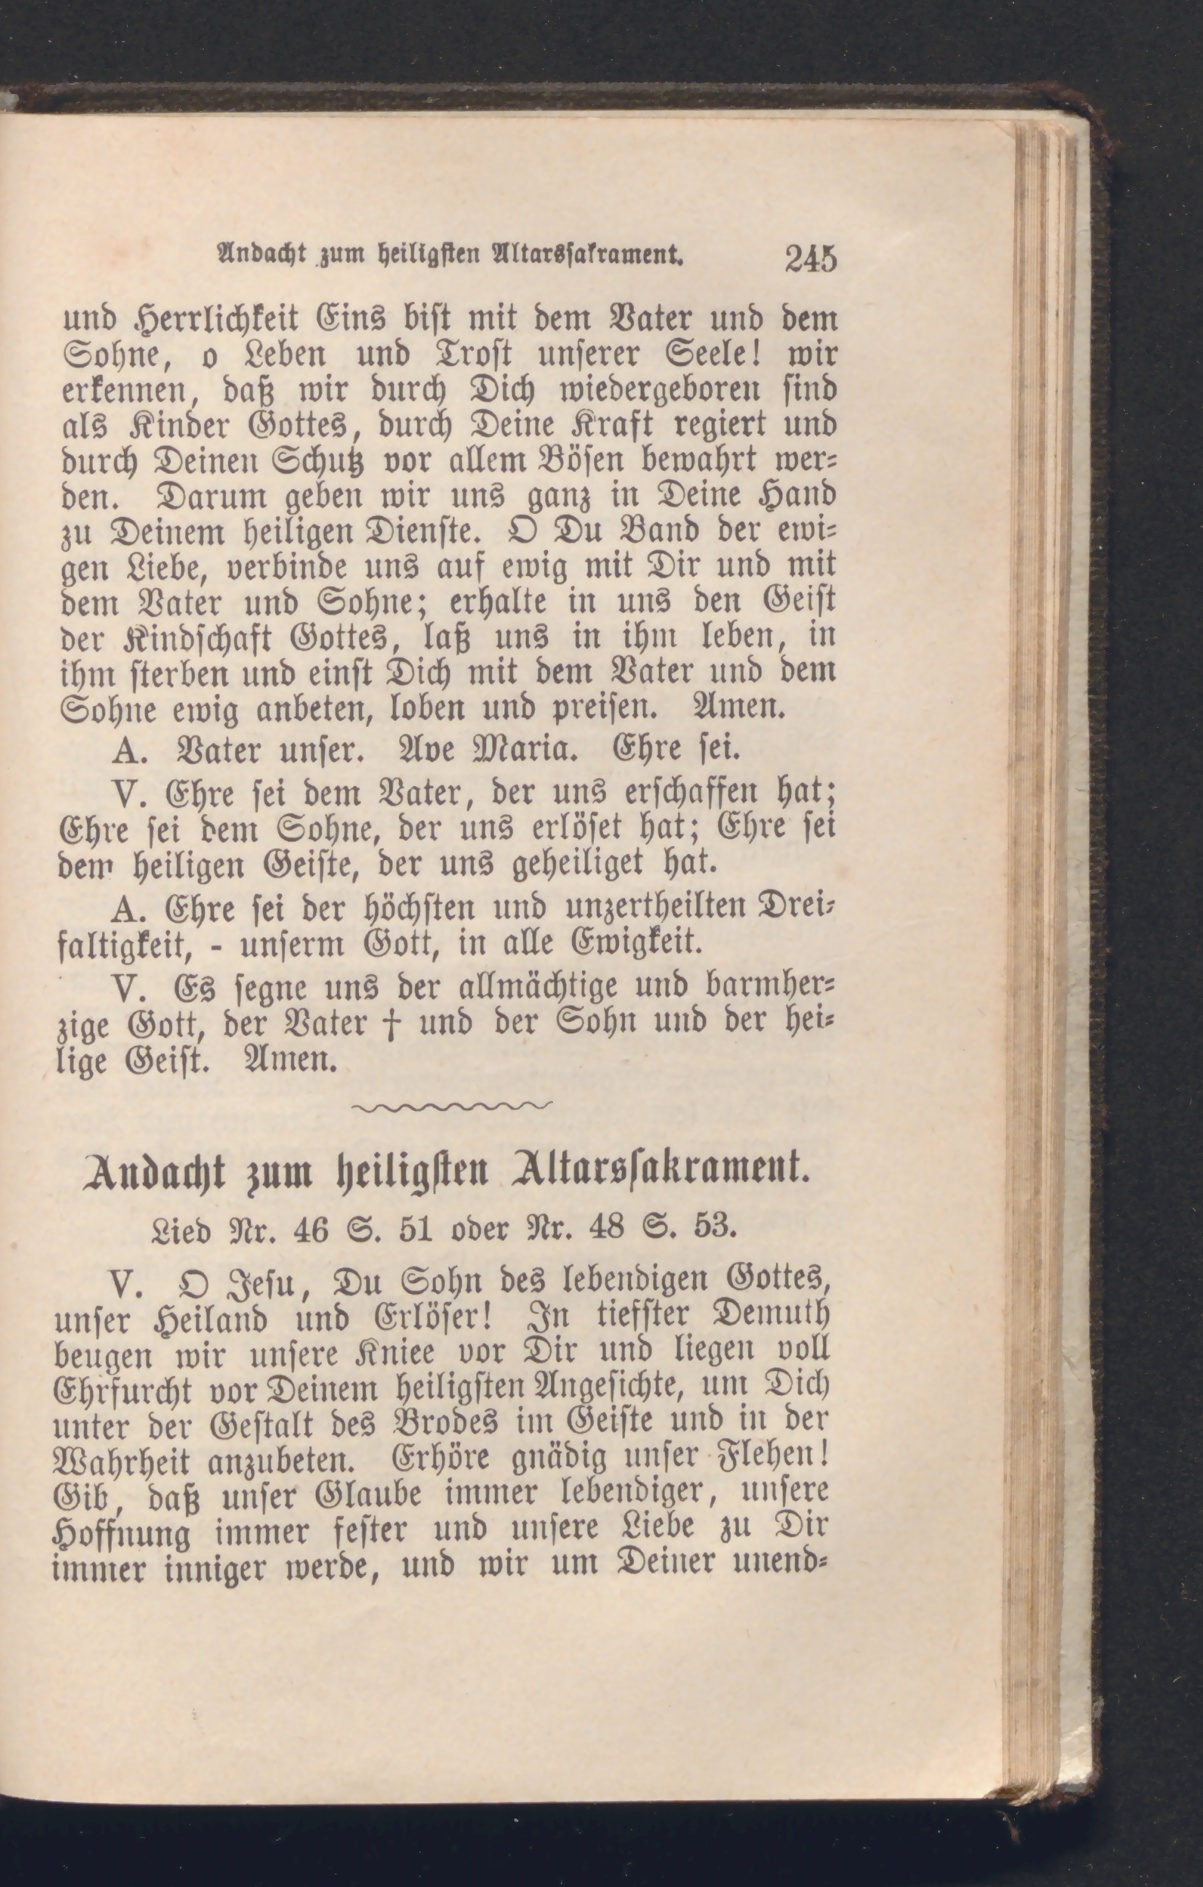 Andacht zum heiligsten Altarssakrament. 245
und Herrlichkeit Eins bist mit dem Vater und dem
Sohne, o Leben und Trost unserer Seele! wir
erkennen, daß wir durch Dich wiedergeboren sind
als Kinder Gottes, durch Deine Kraft regiert und
durch Deinen Schutz vor allem Bösen bewahrt wer-
den. Darum geben wir uns ganz in Deine Hand
zu Deinem heiligen Dienste. O Du Band der ewi-
gen Liebe, verbinde uns auf ewig mit Dir und mit
dem Vater und Sohne; erhalte in uns den Geist
der Kindschaft Gottes, laß uns in ihm leben, in
ihm sterben und einst Dich mit dem Vater und dem
Sohne ewig anbeten, loben und preisen. Amen.
A. Vater unser. Ave Maria. Ehre sei.
V. Ehre sei dem Vater, der uns erschaffen hat;
Ehre sei dem Sohne, der uns erlöset hat; Ehre sei
dem heiligen Geiste, der uns geheiliget hat.
A. Ehre sei der höchsten und unzertheilten Drei-
faltigkeit, - unserm Gott, in alle Ewigkeit.
V. Es segne uns der allmächtige und barmher-
zige Gott, der Vater † und der Sohn und der hei-
lige Geist. Amen.
Andacht zum heiligsten Altarssakrament.
Lied Nr. 46 S. 51 oder Nr. 48 S. 53.
V. O Jesu, Du Sohn des lebendigen Gottes,
unser Heiland und Erlöser! In tiefster Demuth
beugen wir unsere Kniee vor Dir und liegen voll
Ehrfurcht vor Deinem heiligsten Angesichte, um Dich
unter der Gestalt des Brodes im Geiste und in der
Wahrheit anzubeten. Erhöre gnädig unser Flehen!
Gib, daß unser Glaube immer lebendiger, unsere
Hoffnung immer fester und unsere Liebe zu Dir
immer inniger werde, und wir um Deiner unend-